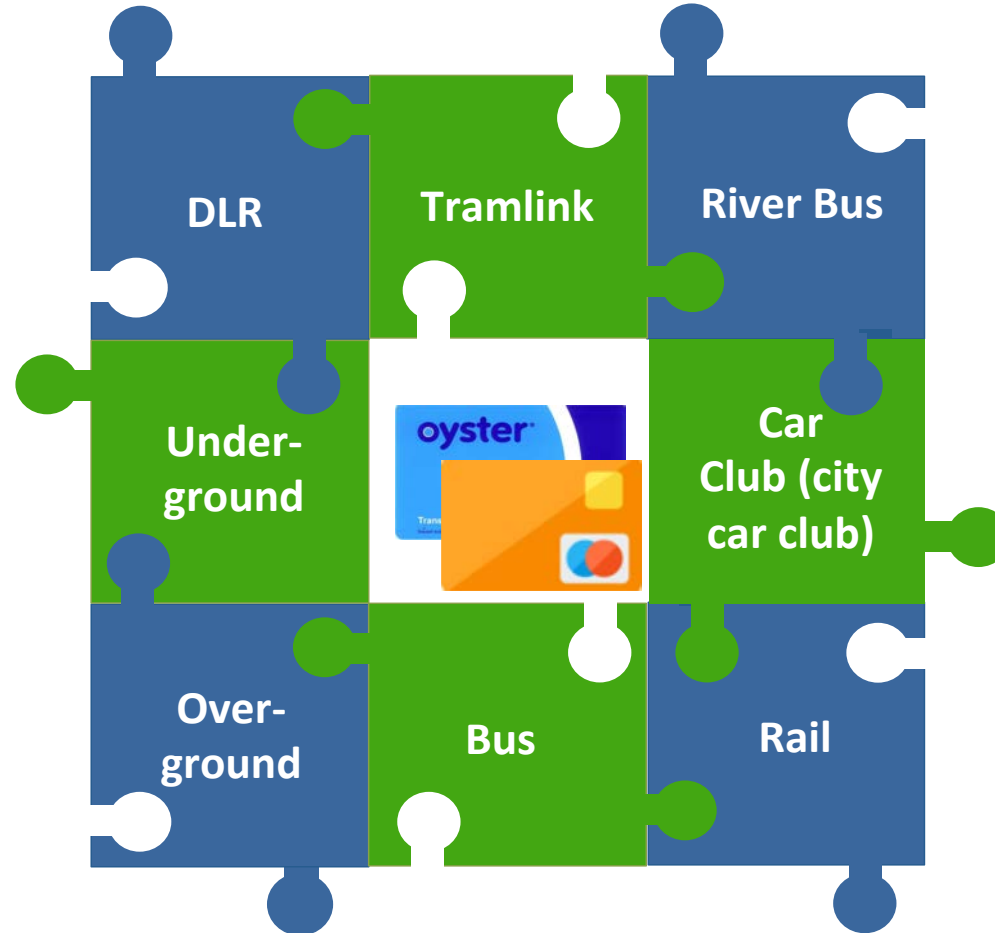 DLR
Tramlink
River Bus
Under-
ground
oyster
Car
Club (city
car club)
Over-
ground
Bus
Rail